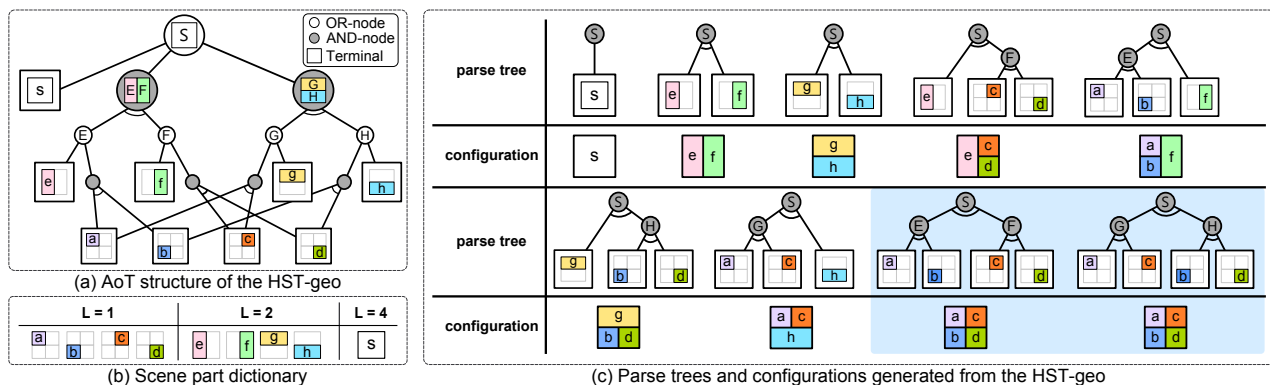 S
OR-node
AND-node
Terminal
s
E F
G
H
E
F
G
H
e
f
g
h
a
b
c
d
(a) AoT structure of the HST-geo
L = 1
L = 2
L = 4
a
b
c
d
e
f
g
h
s
(b) Scene part dictionary
parse tree
S
S
S
S
S
F
E
s
e
f
g
h
e
c
d
a
b
f
configuration
s
e f
g
h
e c
d
a f
b
parse tree
S
S
S
S
H
G
E
F
G
H
g
b
d
a
c
h
a
b
c
d
a
c
b
d
configuration
g
b d
a c
h
a c
b d
a c
b d
(c) Parse trees and configurations generated from the HST-geo